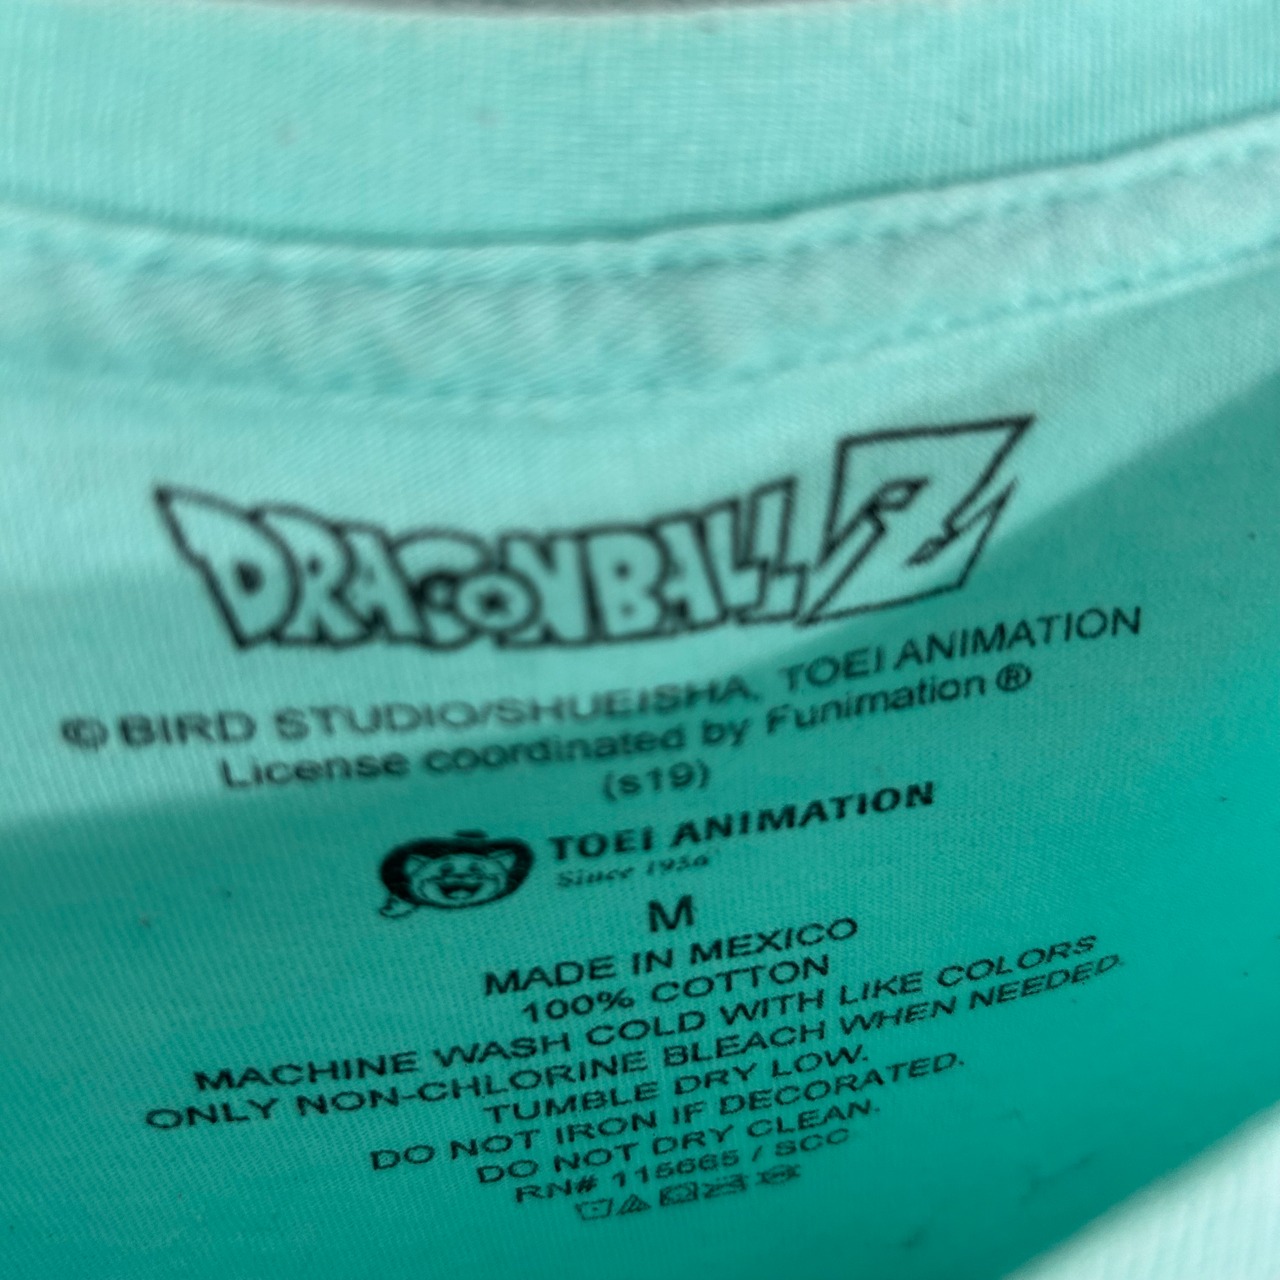 DRAGONBALL Z
© BIRD STUDIO/SHUEISHA, TOEI ANIMATION
License coordinated by Funimation ®
(s19)
TOEI ANIMATION
Since 1956
M
MADE IN MEXICO
100% COTTON
MACHINE WASH COLD WITH LIKE COLORS
ONLY NON-CHLORINE BLEACH WHEN NEEDED.
TUMBLE DRY LOW.
DO NOT IRON IF DECORATED.
DO NOT DRY CLEAN.
RN# 115665 / SCC